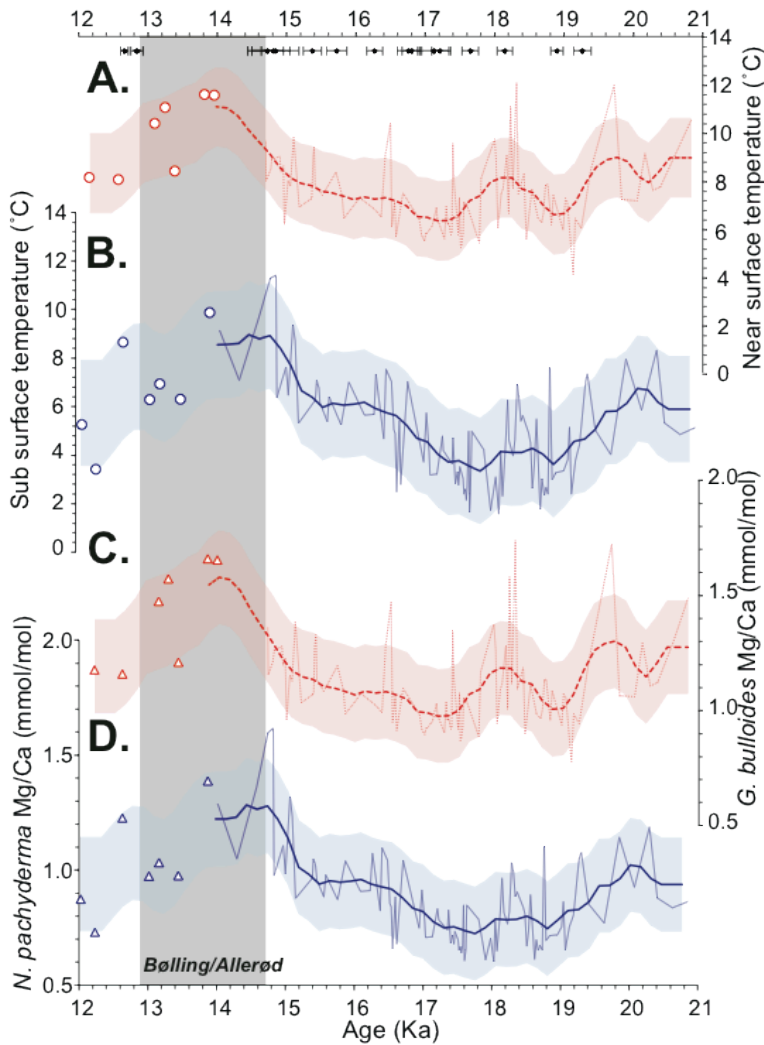 12 13 14 15 16 17 18 19 20 21
A.
14
12
10
8
6
4
2
0
Near surface temperature (˚C)
B.
14
12
10
8
6
4
2
0
Sub surface temperature (˚C)
C.
2.0
1.5
1.0
0.5
G. bulloides Mg/Ca (mmol/mol)
D.
2.0
1.5
1.0
0.5
N. pachyderma Mg/Ca (mmol/mol)
Bølling/Allerød
12 13 14 15 16 17 18 19 20 21
Age (Ka)